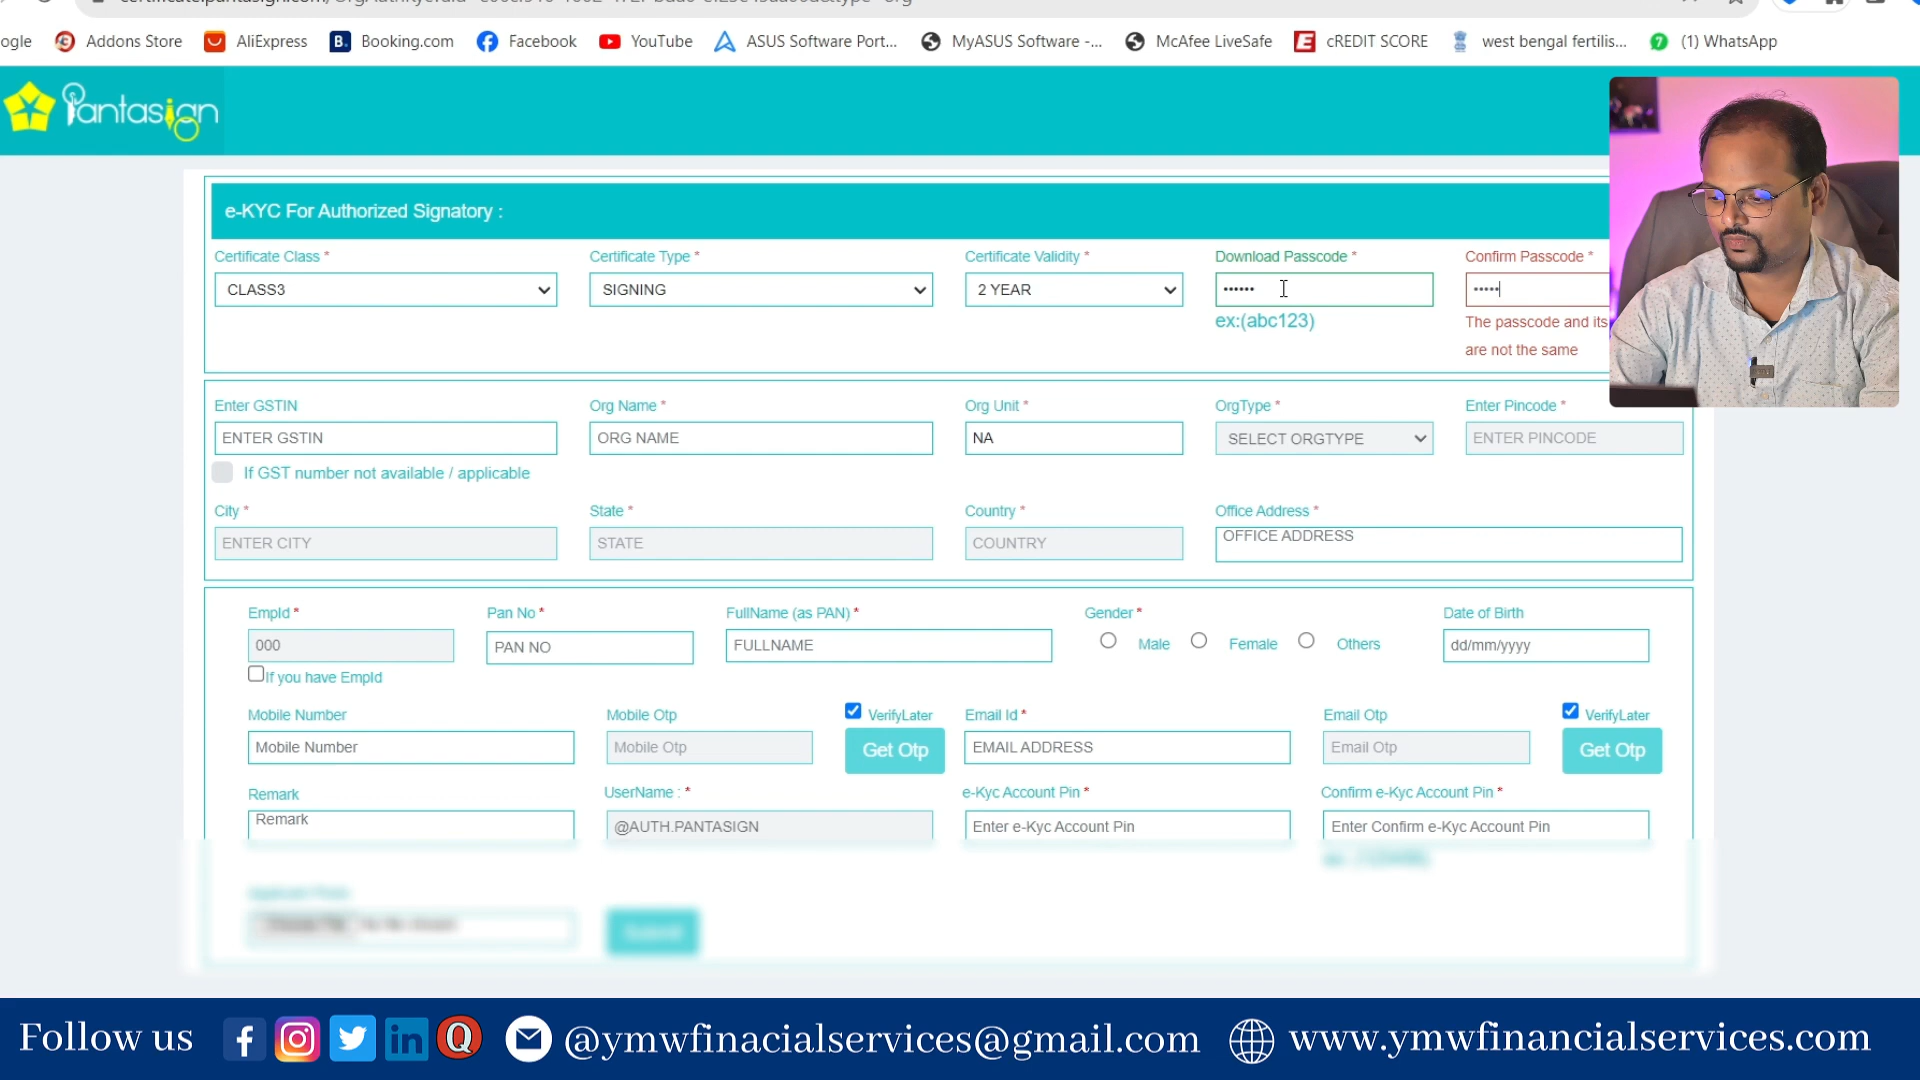 ogle Addons Store AliExpress B. Booking.com Facebook YouTube ASUS Software Port... MyASUS Software -... McAfee LiveSafe E cREDIT SCORE west bengal fertilis... 7 (1) WhatsApp
Pantasign
e-KYC For Authorized Signatory :
Certificate Class * Certificate Type * Certificate Validity * Download Passcode * Confirm Passcode *
CLASS3 SIGNING 2 YEAR •••••• •••••
ex:(abc123) The passcode and its
are not the same
Enter GSTIN Org Name * Org Unit * OrgType * Enter Pincode *
ENTER GSTIN ORG NAME NA SELECT ORGTYPE ENTER PINCODE
If GST number not available / applicable
City * State * Country * Office Address *
ENTER CITY STATE COUNTRY OFFICE ADDRESS
EmpId * Pan No * FullName (as PAN) * Gender * Date of Birth
000 PAN NO FULLNAME Male Female Others dd/mm/yyyy
If you have EmpId
Mobile Number Mobile Otp VerifyLater Email Id * Email Otp VerifyLater
Mobile Number Mobile Otp Get Otp EMAIL ADDRESS Email Otp Get Otp
Remark UserName : * e-Kyc Account Pin * Confirm e-Kyc Account Pin *
Remark @AUTH.PANTASIGN Enter e-Kyc Account Pin Enter Confirm e-Kyc Account Pin
Submit
Follow us f in Q @ymwfinacialservices@gmail.com www.ymwfinancialservices.com